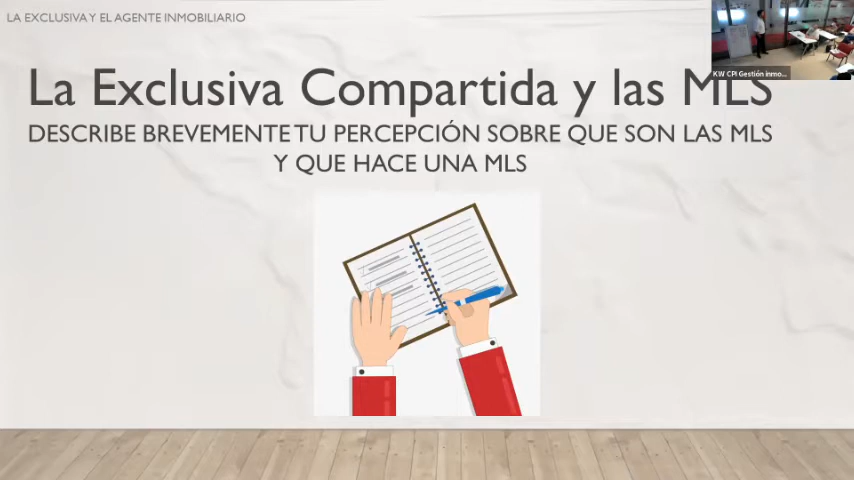 LA EXCLUSIVA Y EL AGENTE INMOBILIARIO
KW CPI Gestión inmo...
La Exclusiva Compartida y las MLS
DESCRIBE BREVEMENTE TU PERCEPCIÓN SOBRE QUE SON LAS MLS
Y QUE HACE UNA MLS